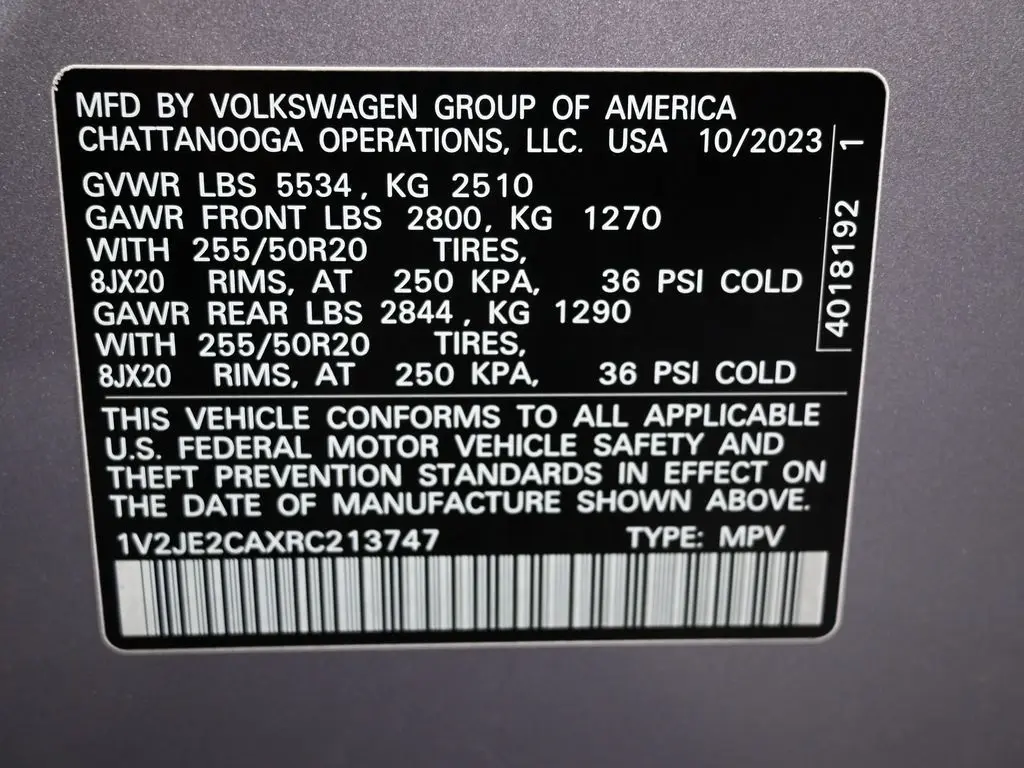 MFD BY VOLKSWAGEN GROUP OF AMERICA
CHATTANOOGA OPERATIONS, LLC. USA 10/2023
GVWR LBS 5534, KG 2510
GAWR FRONT LBS 2800, KG 1270
WITH 255/50R20 TIRES,
8JX20 RIMS, AT 250 KPA, 36 PSI COLD
GAWR REAR LBS 2844, KG 1290
WITH 255/50R20 TIRES,
8JX20 RIMS, AT 250 KPA, 36 PSI COLD
4018192 1
THIS VEHICLE CONFORMS TO ALL APPLICABLE
U.S. FEDERAL MOTOR VEHICLE SAFETY AND
THEFT PREVENTION STANDARDS IN EFFECT ON
THE DATE OF MANUFACTURE SHOWN ABOVE.
1V2JE2CAXRC213747 TYPE: MPV